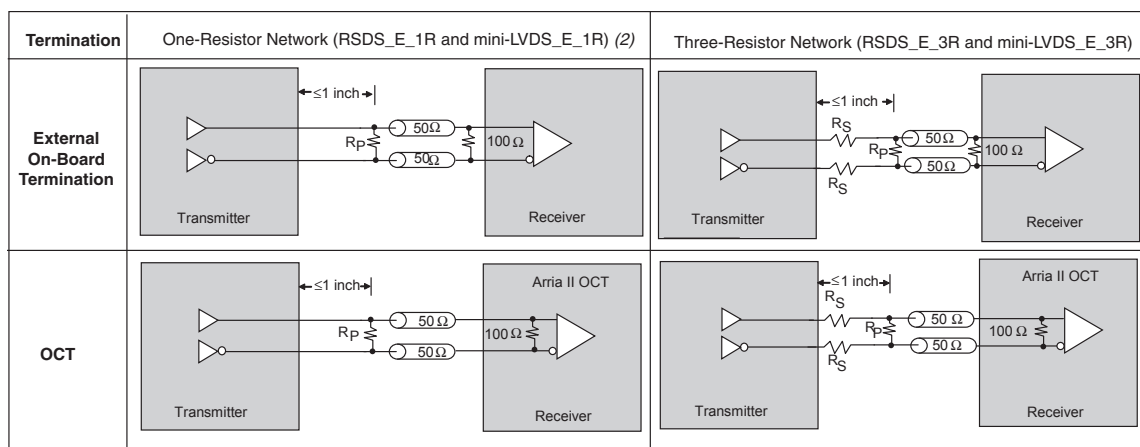 Termination
One-Resistor Network (RSDS_E_1R and mini-LVDS_E_1R) (2)
Three-Resistor Network (RSDS_E_3R and mini-LVDS_E_3R)
External
On-Board
Termination
≤1 inch
50Ω
RP
100 Ω
50Ω
Transmitter
Receiver
≤1 inch
RS
50Ω
RP
100 Ω
50Ω
RS
Transmitter
Receiver
OCT
≤1 inch
Arria II OCT
50Ω
RP
100 Ω
50Ω
Transmitter
Receiver
≤1 inch
Arria II OCT
RS
50 Ω
RP
100 Ω
50 Ω
RS
Transmitter
Receiver